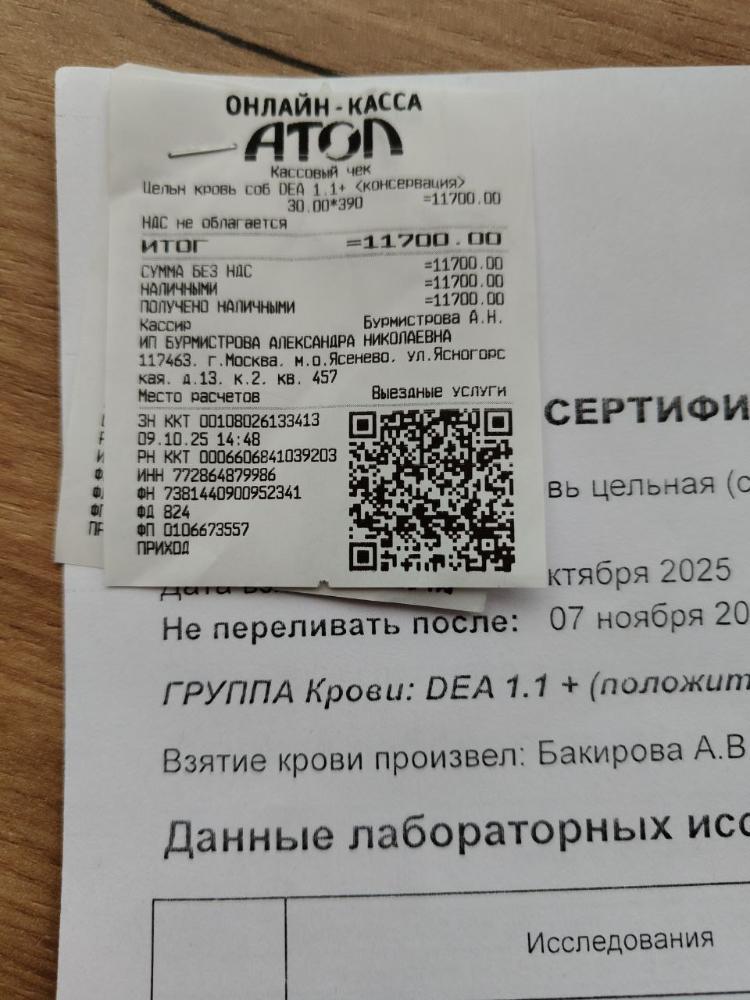 ОНЛАЙН-КАССА
АТОЛ
Кассовый чек
Цельн кровь соб DEA 1.1+ <консервация>
30.00*390 =11700.00
НДС не облагается
ИТОГ =11700.00
СУММА БЕЗ НДС =11700.00
НАЛИЧНЫМИ =11700.00
ПОЛУЧЕНО НАЛИЧНЫМИ =11700.00
Кассир Бурмистрова А.Н.
ИП БУРМИСТРОВА АЛЕКСАНДРА НИКОЛАЕВНА
117463. г.Москва. м.о.Ясенево. ул.Ясногорс
кая. д.13. к.2. кв. 457
Место расчетов Выездные услуги
ЗН ККТ 00108026133413
09.10.25 14:48
РН ККТ 0006606841039203
ИНН 772864879986
ФН 7381440900952341
ФД 824
ФП 0106673557
ПРИХОД
СЕРТИФИ
вь цельная (с
Дата вз
ктября 2025
Не переливать после: 07 ноября 20
ГРУППА Крови: DEA 1.1 + (положит
Взятие крови произвел: Бакирова А.В
Данные лабораторных исс
Исследования